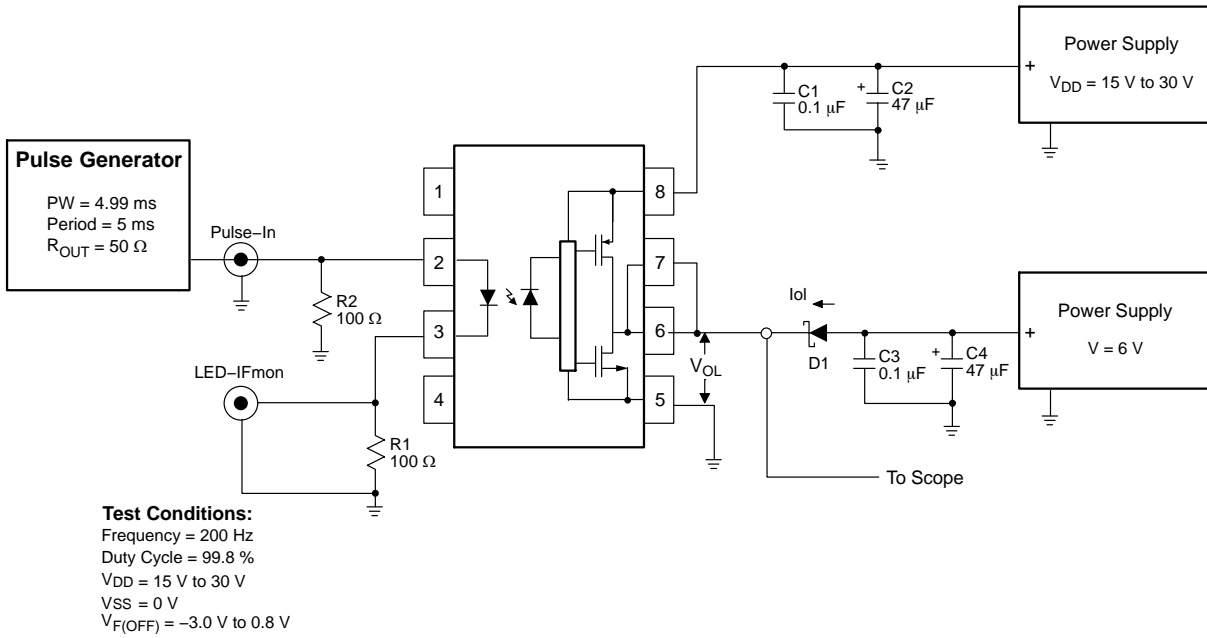 Power Supply
VDD = 15 V to 30 V
+
C1
0.1 μF
+
C2
47 μF
Pulse Generator
PW = 4.99 ms
Period = 5 ms
ROUT = 50 Ω
Pulse−In
R2
100 Ω
LED−IFmon
R1
100 Ω
1
2
3
4
8
7
6
5
VOL
Iol
D1
C3
0.1 μF
+
C4
47 μF
+
Power Supply
V = 6 V
To Scope
Test Conditions:
Frequency = 200 Hz
Duty Cycle = 99.8 %
VDD = 15 V to 30 V
VSS = 0 V
VF(OFF) = −3.0 V to 0.8 V